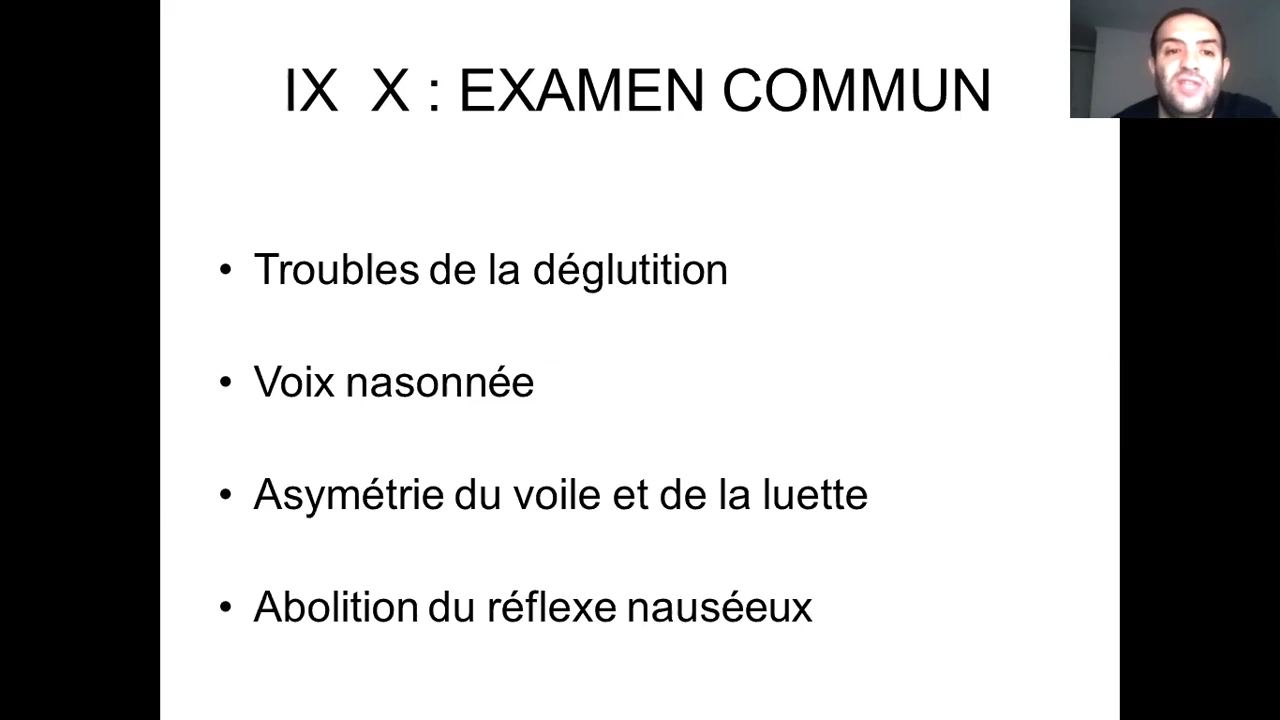 IX X : EXAMEN COMMUN
• Troubles de la déglutition
• Voix nasonnée
• Asymétrie du voile et de la luette
• Abolition du réflexe nauséeux